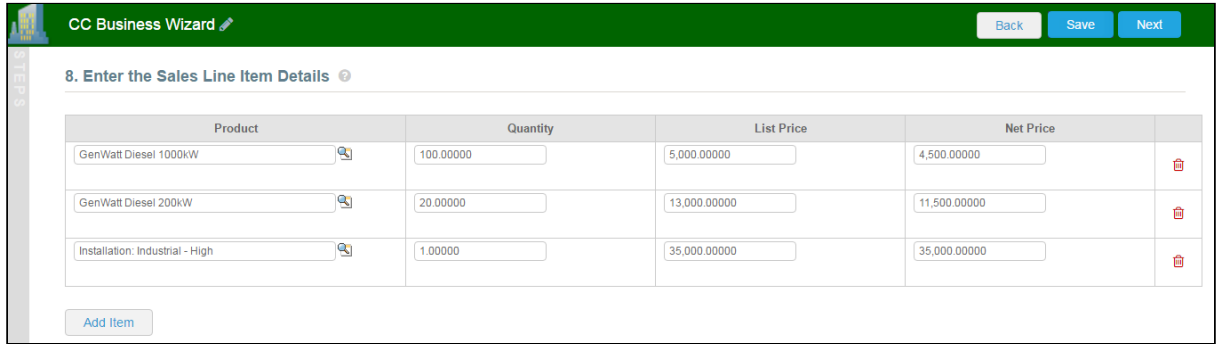 CC Business Wizard
Back Save Next
STEPS
8. Enter the Sales Line Item Details
Product Quantity List Price Net Price
GenWatt Diesel 1000kW 100.00000 5,000.00000 4,500.00000
GenWatt Diesel 200kW 20.00000 13,000.00000 11,500.00000
Installation: Industrial - High 1.00000 35,000.00000 35,000.00000
Add Item